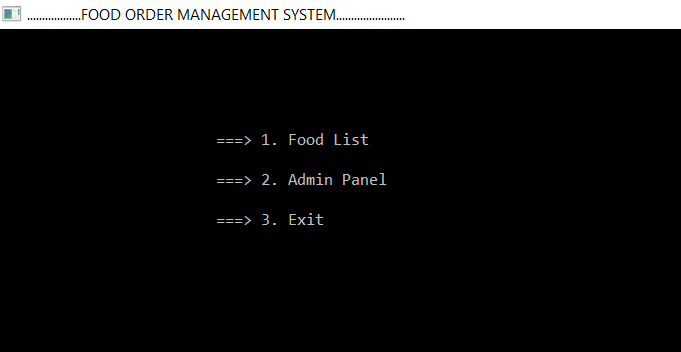 ..................FOOD ORDER MANAGEMENT SYSTEM.......................
===> 1. Food List
===> 2. Admin Panel
===> 3. Exit